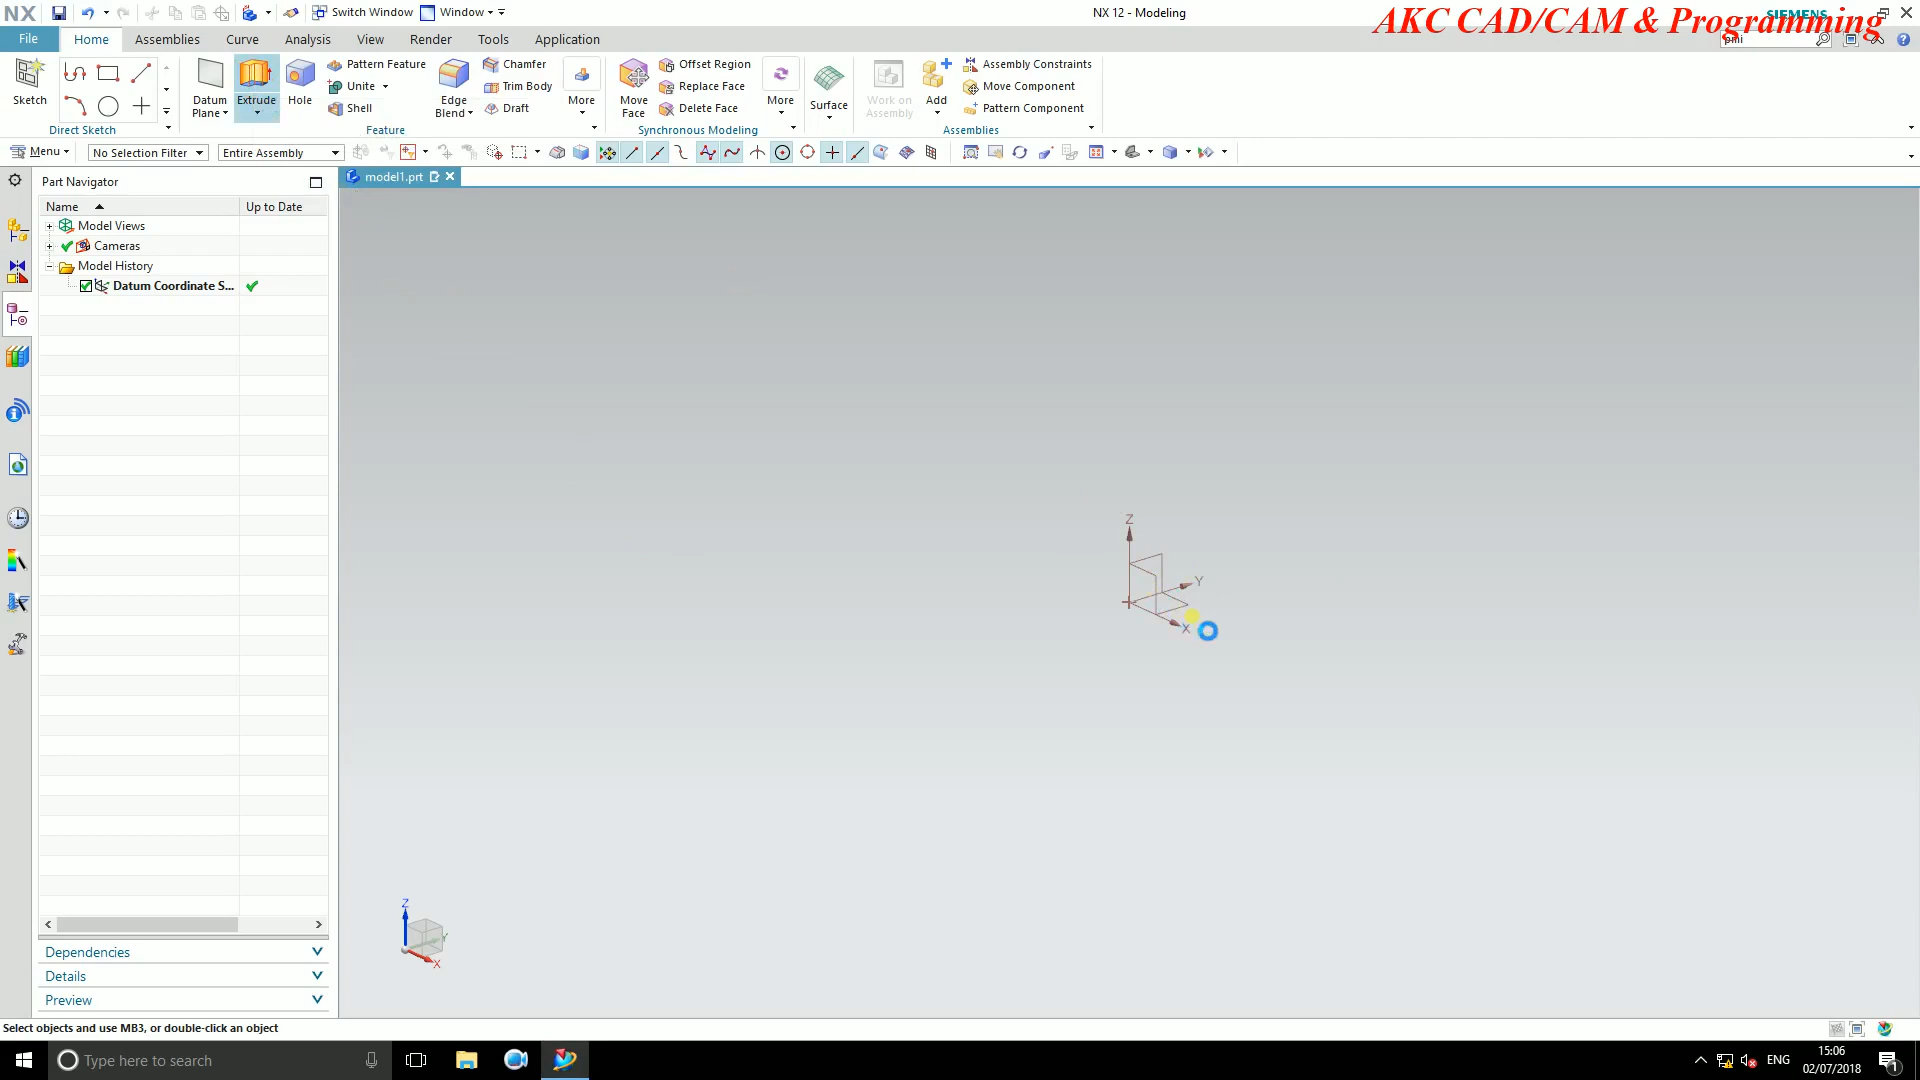 NX Switch Window Window NX 12 - Modeling SIEMENS
AKC CAD/CAM & Programming
File Home Assemblies Curve Analysis View Render Tools Application pmi
Sketch
Direct Sketch
Datum Plane
Extrude
Hole
Pattern Feature
Unite
Shell
Edge Blend
Chamfer
Trim Body
Draft
More
Feature
Move Face
Offset Region
Replace Face
Delete Face
More
Synchronous Modeling
Surface
Work on Assembly
Add
Assembly Constraints
Move Component
Pattern Component
Assemblies
Menu No Selection Filter Entire Assembly
Part Navigator
model1.prt
Name Up to Date
Model Views
Cameras
Model History
Datum Coordinate S...
Z
Y
X
Z
Y
X
Dependencies
Details
Preview
Select objects and use MB3, or double-click an object
Type here to search
ENG
15:06
02/07/2018
1